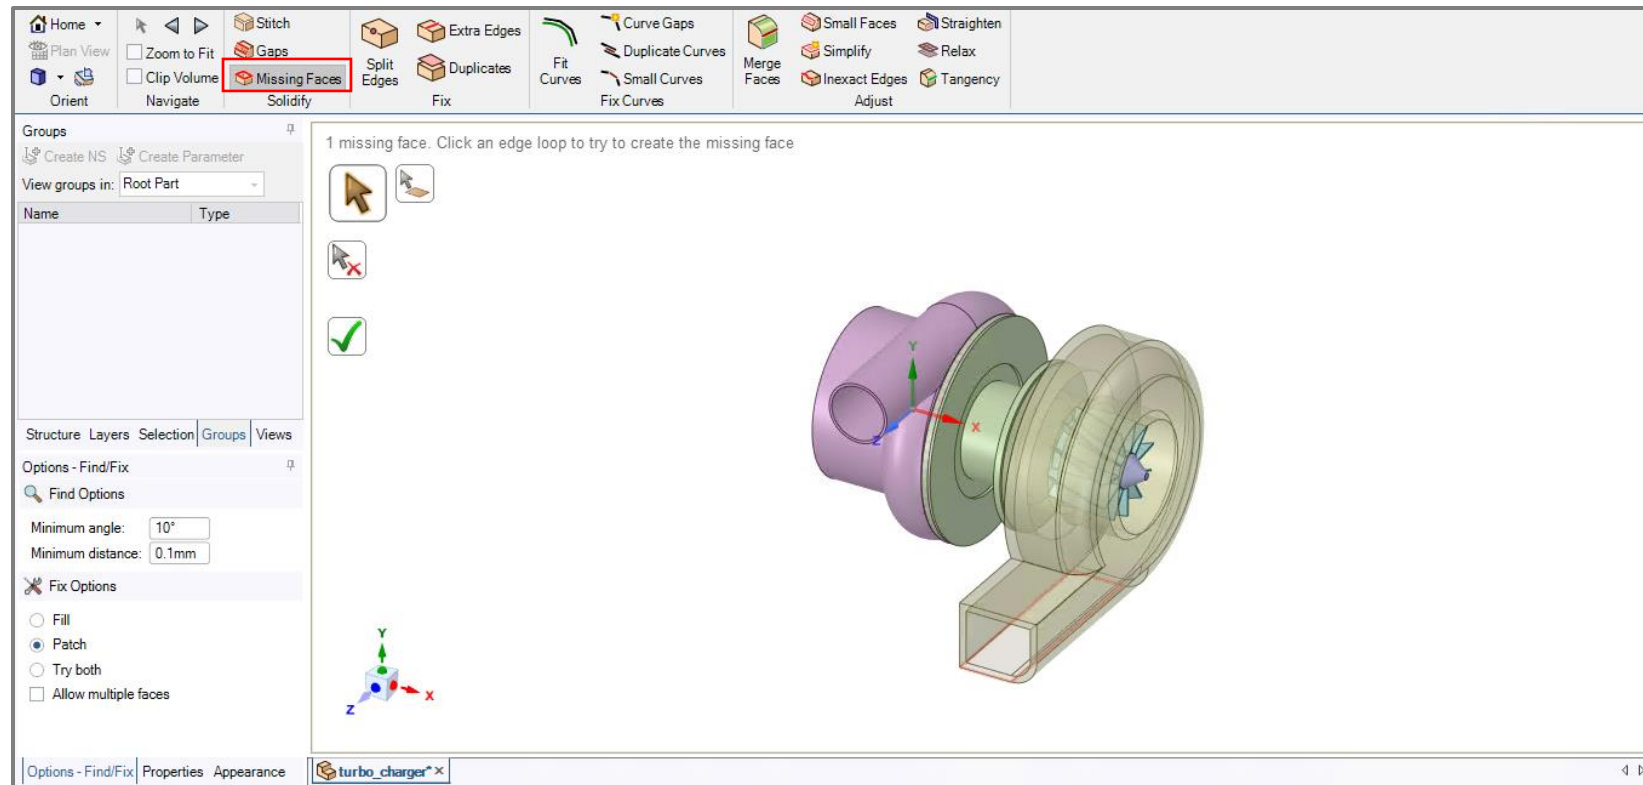 Home
Plan View
Orient
Zoom to Fit
Clip Volume
Navigate
Stitch
Gaps
Missing Faces
Solidify
Split Edges
Extra Edges
Duplicates
Fix
Fit Curves
Curve Gaps
Duplicate Curves
Small Curves
Fix Curves
Merge Faces
Small Faces
Simplify
Inexact Edges
Straighten
Relax
Tangency
Adjust
Groups
Create NS Create Parameter
View groups in: Root Part
Name Type
Structure Layers Selection Groups Views
Options - Find/Fix
Find Options
Minimum angle: 10°
Minimum distance: 0.1mm
Fix Options
Fill
Patch
Try both
Allow multiple faces
Options - Find/Fix Properties Appearance
1 missing face. Click an edge loop to try to create the missing face
Y
X
Z
Y
X
Z
turbo_charger*